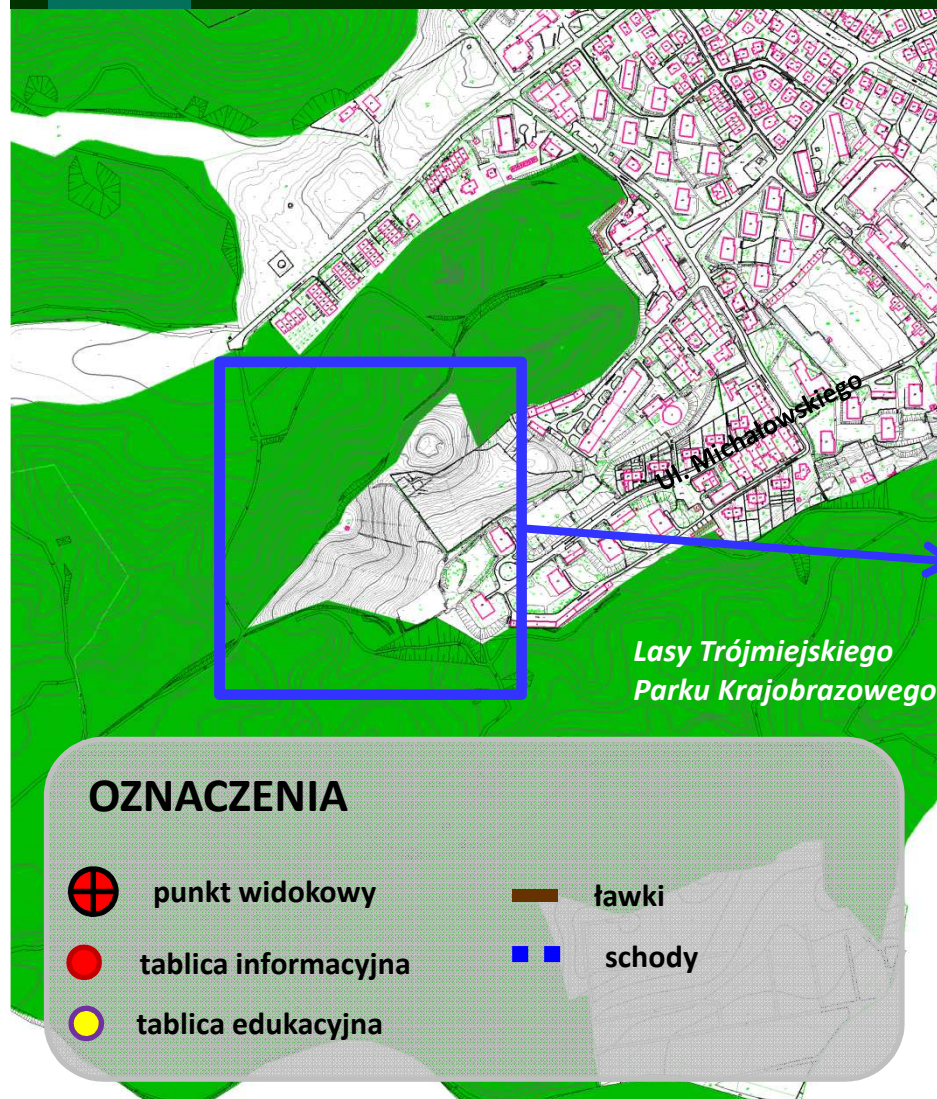 Ul. Michałowskiego
Lasy Trójmiejskiego
Parku Krajobrazowego
OZNACZENIA
punkt widokowy
tablica informacyjna
tablica edukacyjna
ławki
schody